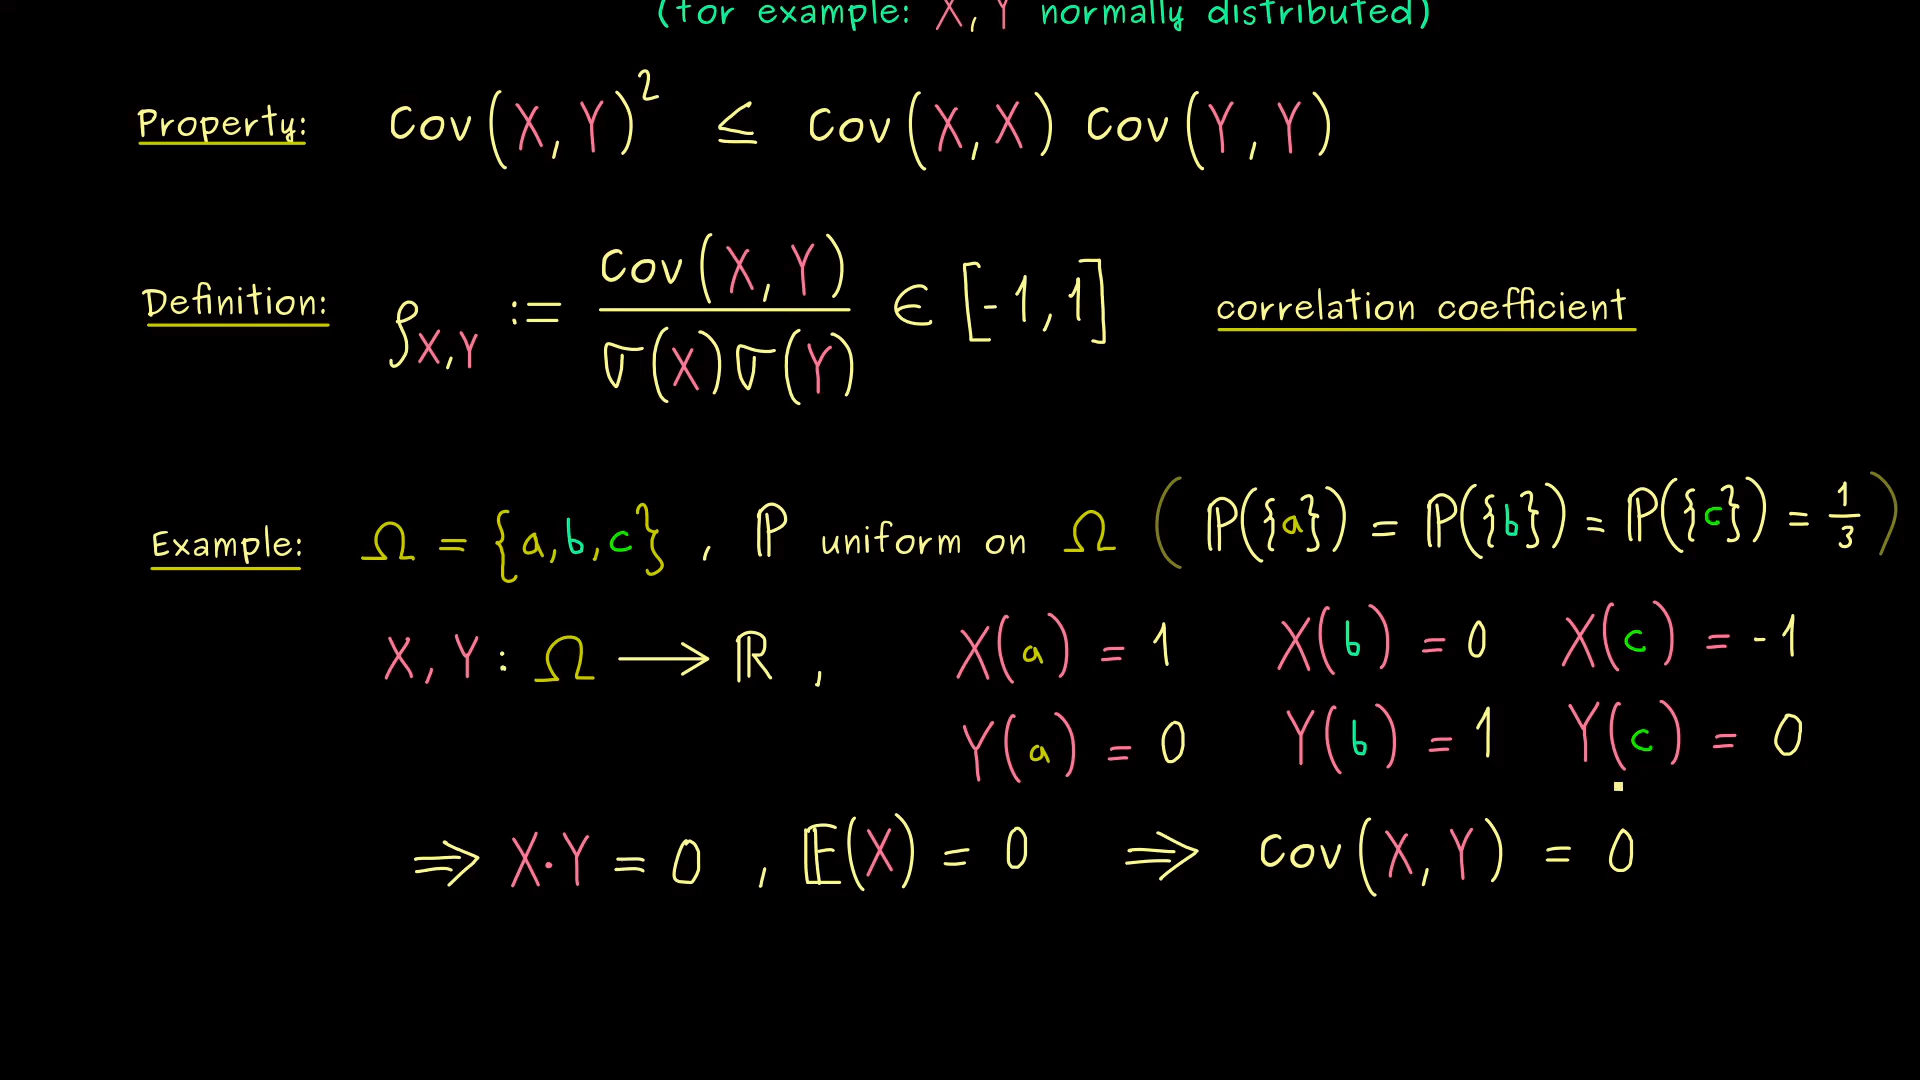 (for example: X, Y normally distributed)
Property: Cov(X, Y)² ≤ Cov(X, X) Cov(Y, Y)
Definition: ρ_{X,Y} := Cov(X, Y) / σ(X) σ(Y) ∈ [-1, 1] correlation coefficient
Example: Ω = {a, b, c} , ℙ uniform on Ω ( ℙ({a}) = ℙ({b}) = ℙ({c}) = 1/3 )
X, Y : Ω ⟶ ℝ , X(a) = 1 X(b) = 0 X(c) = -1
Y(a) = 0 Y(b) = 1 Y(c) = 0
⇒ X·Y = 0 , 𝔼(X) = 0 ⇒ Cov(X, Y) = 0